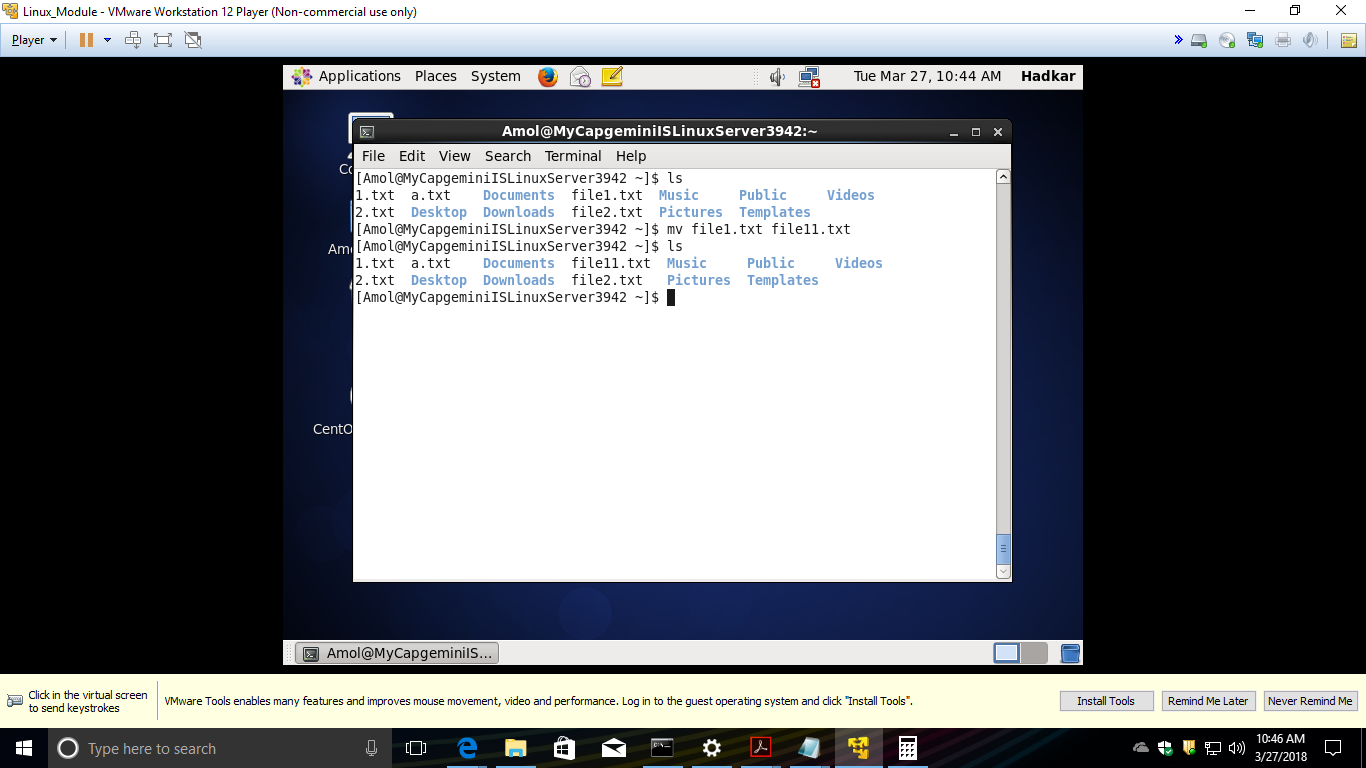 Linux_Module - VMware Workstation 12 Player (Non-commercial use only)
Player
Applications Places System Tue Mar 27, 10:44 AM Hadkar
Amol@MyCapgeminiISLinuxServer3942:~
File Edit View Search Terminal Help
[Amol@MyCapgeminiISLinuxServer3942 ~]$ ls
1.txt a.txt Documents file1.txt Music Public Videos
2.txt Desktop Downloads file2.txt Pictures Templates
[Amol@MyCapgeminiISLinuxServer3942 ~]$ mv file1.txt file11.txt
[Amol@MyCapgeminiISLinuxServer3942 ~]$ ls
1.txt a.txt Documents file11.txt Music Public Videos
2.txt Desktop Downloads file2.txt Pictures Templates
[Amol@MyCapgeminiISLinuxServer3942 ~]$
CentO
Amol@MyCapgeminiIS...
Click in the virtual screen
to send keystrokes
VMware Tools enables many features and improves mouse movement, video and performance. Log in to the guest operating system and click "Install Tools".
Install Tools Remind Me Later Never Remind Me
Type here to search
10:46 AM
3/27/2018